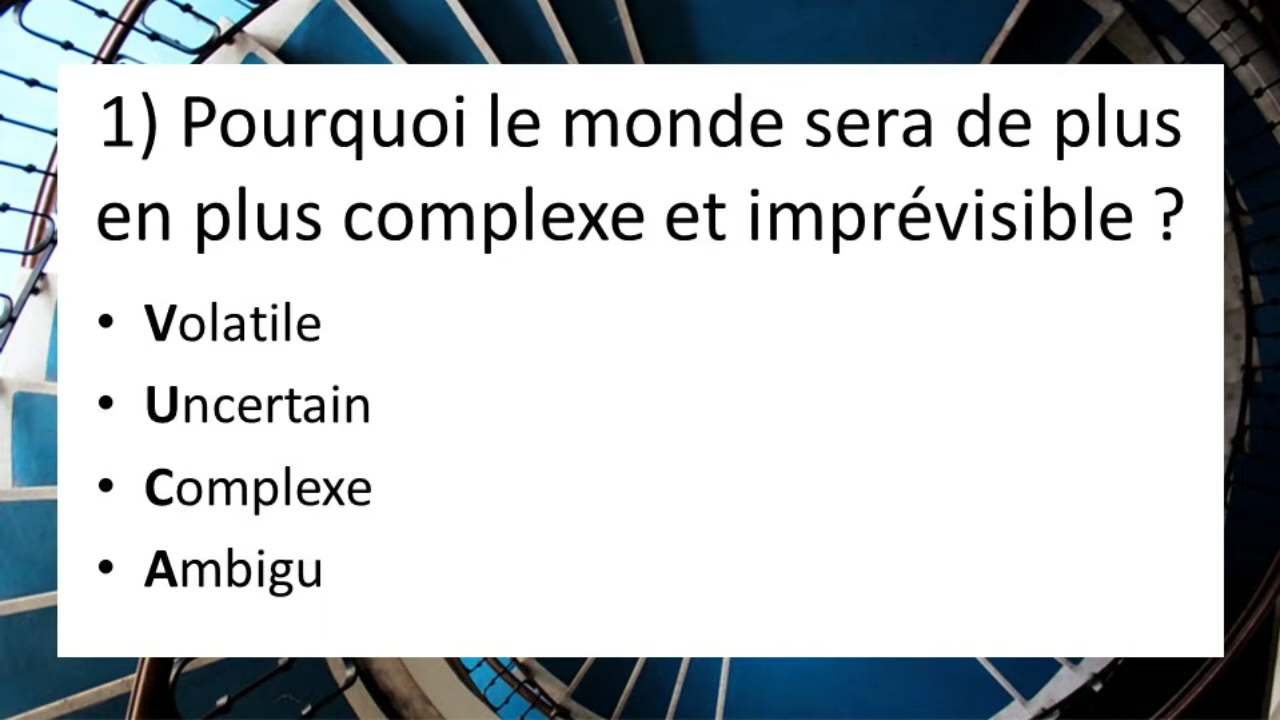 1) Pourquoi le monde sera de plus
en plus complexe et imprévisible ?
• Volatile
• Uncertain
• Complexe
• Ambigu